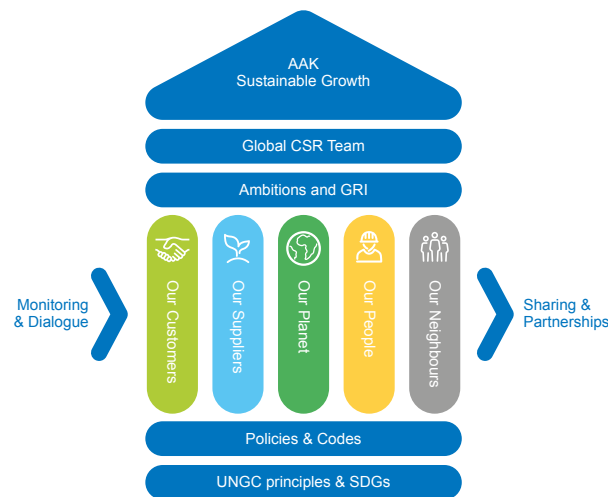 AAK
Sustainable Growth
Global CSR Team
Ambitions and GRI
Monitoring
& Dialogue
Our Customers
Our Suppliers
Our Planet
Our People
Our Neighbours
Sharing &
Partnerships
Policies & Codes
UNGC principles & SDGs